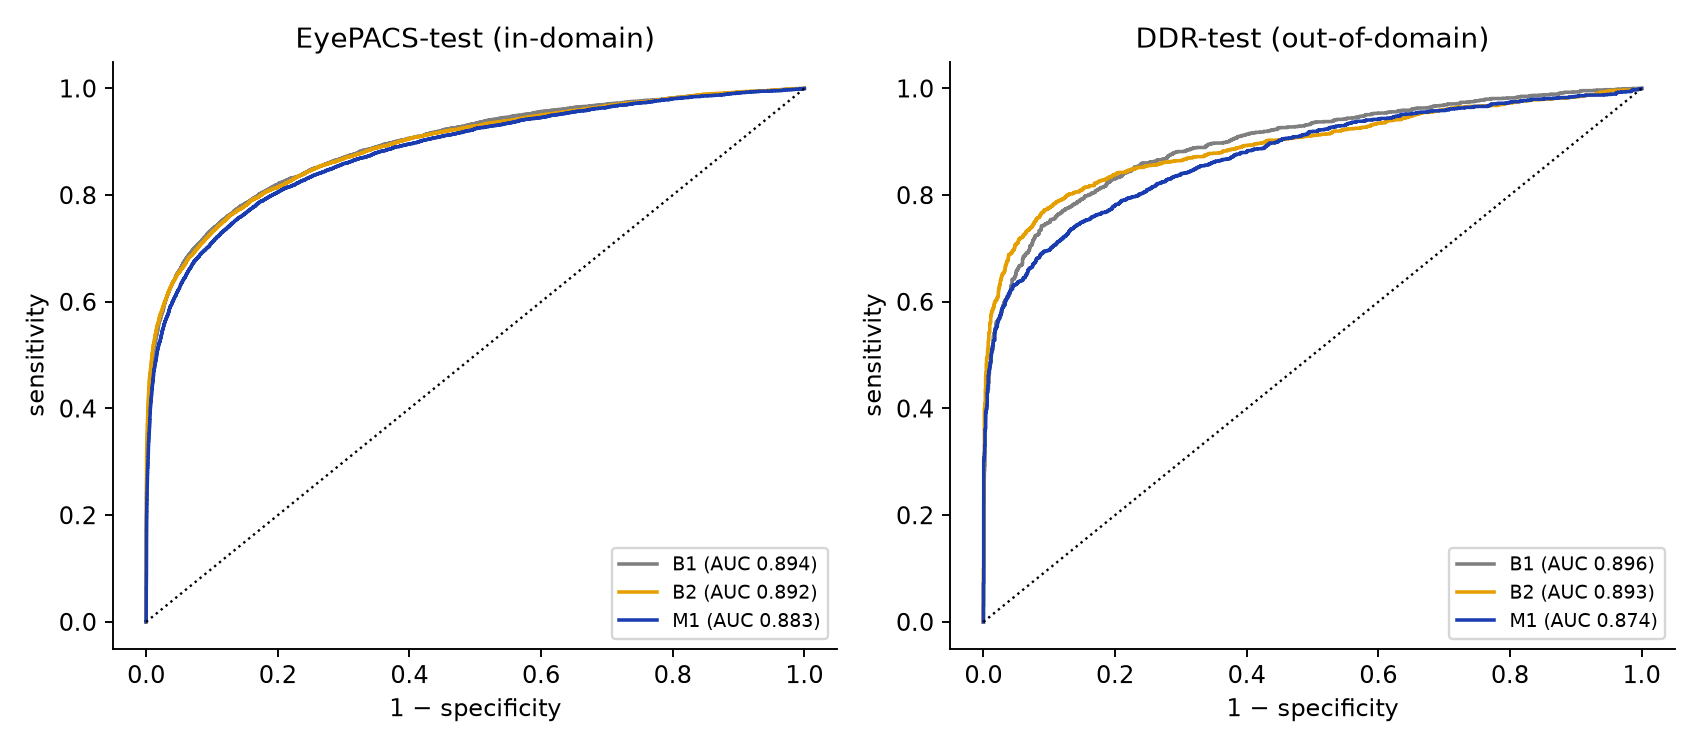 EyePACS-test (in-domain)
1.0
0.8
0.6
0.4
0.2
0.0
sensitivity
0.0 0.2 0.4 0.6 0.8 1.0
1 − specificity
B1 (AUC 0.894)
B2 (AUC 0.892)
M1 (AUC 0.883)
DDR-test (out-of-domain)
1.0
0.8
0.6
0.4
0.2
0.0
sensitivity
0.0 0.2 0.4 0.6 0.8 1.0
1 − specificity
B1 (AUC 0.896)
B2 (AUC 0.893)
M1 (AUC 0.874)